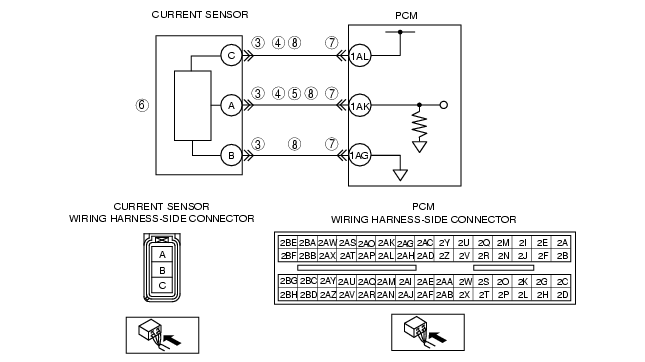 CURRENT SENSOR
PCM
C ③ ④ ⑧ ⑦ 1AL
⑥ A ③ ④ ⑤ ⑧ ⑦ 1AK
B ③ ⑧ ⑦ 1AG
CURRENT SENSOR
WIRING HARNESS-SIDE CONNECTOR
A
B
C
PCM
WIRING HARNESS-SIDE CONNECTOR
2BE 2BA 2AW 2AS 2AO 2AK 2AG 2AC 2Y 2U 2Q 2M 2I 2E 2A
2BF 2BB 2AX 2AT 2AP 2AL 2AH 2AD 2Z 2V 2R 2N 2J 2F 2B
2BG 2BC 2AY 2AU 2AQ 2AM 2AI 2AE 2AA 2W 2S 2O 2K 2G 2C
2BH 2BD 2AZ 2AV 2AR 2AN 2AJ 2AF 2AB 2X 2T 2P 2L 2H 2D